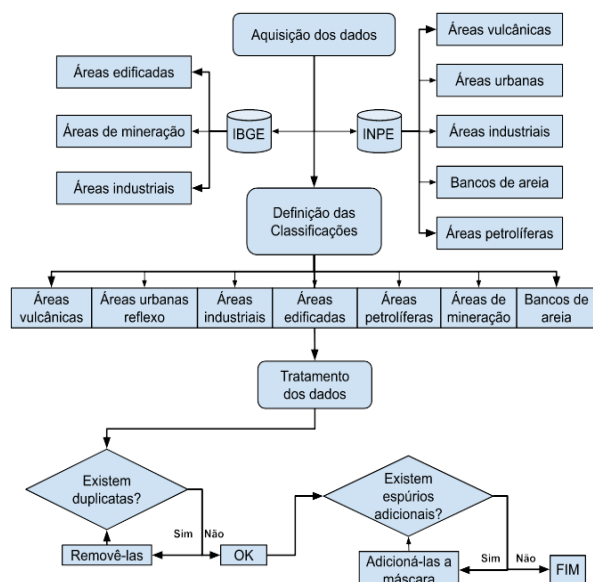 Aquisição dos dados
Áreas edificadas
Áreas de mineração
Áreas industriais
IBGE
INPE
Áreas vulcânicas
Áreas urbanas
Áreas industriais
Bancos de areia
Áreas petrolíferas
Definição das
Classificações
Áreas
vulcânicas
Áreas urbanas
reflexo
Áreas
industriais
Áreas
edificadas
Áreas
petrolíferas
Áreas de
mineração
Bancos de
areia
Tratamento
dos dados
Existem
duplicatas?
Sim
Não
Removê-las
OK
Existem
espúrios
adicionais?
Sim
Não
Adicioná-las a
máscara
FIM